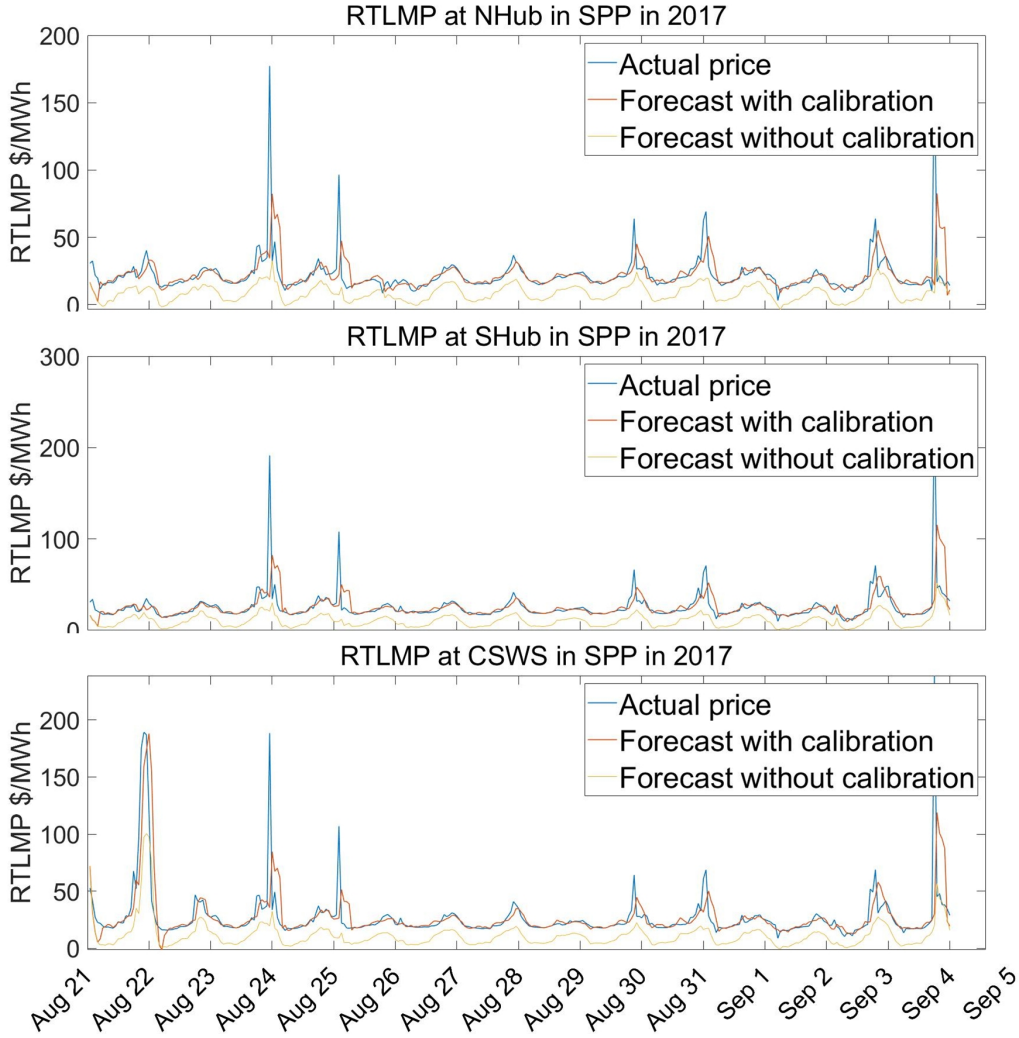 RTLMP at NHub in SPP in 2017
200
150
100
50
0
RTLMP $/MWh
Actual price
Forecast with calibration
Forecast without calibration
RTLMP at SHub in SPP in 2017
300
200
100
0
RTLMP $/MWh
Actual price
Forecast with calibration
Forecast without calibration
RTLMP at CSWS in SPP in 2017
200
150
100
50
0
RTLMP $/MWh
Actual price
Forecast with calibration
Forecast without calibration
Aug 21
Aug 22
Aug 23
Aug 24
Aug 25
Aug 26
Aug 27
Aug 28
Aug 29
Aug 30
Aug 31
Sep 1
Sep 2
Sep 3
Sep 4
Sep 5